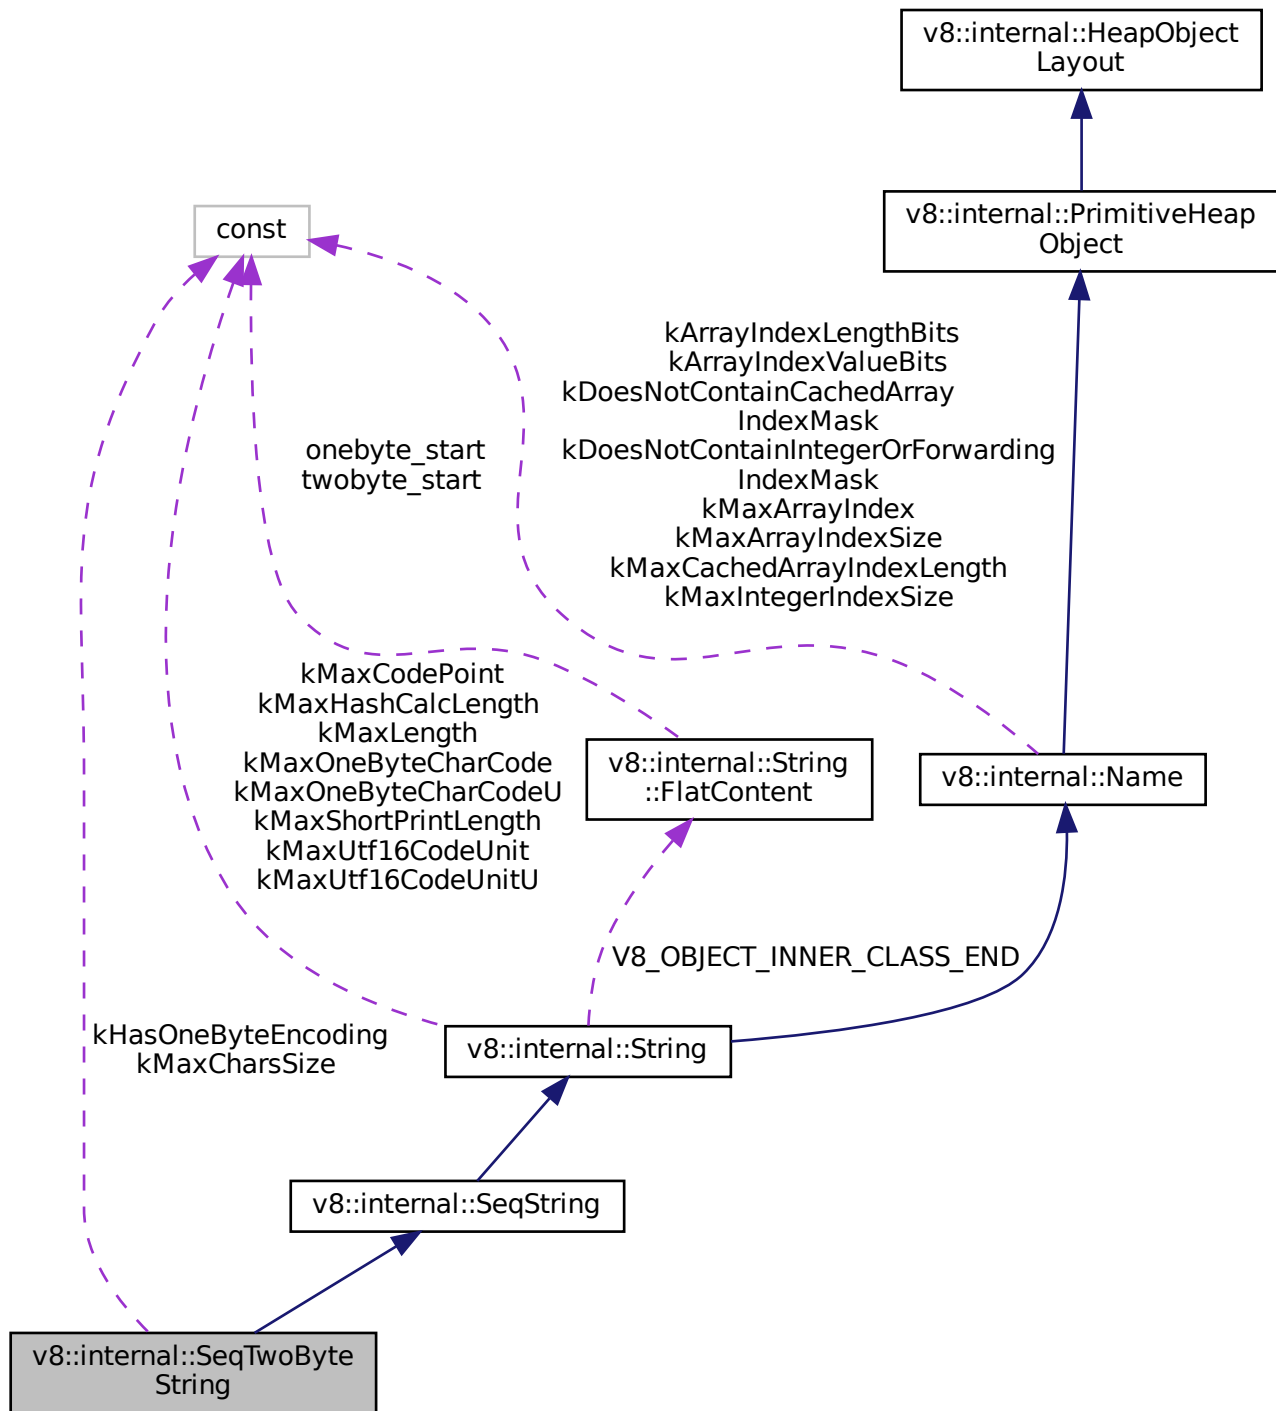 v8::internal::HeapObject
Layout
const
v8::internal::PrimitiveHeap
Object
kArrayIndexLengthBits
kArrayIndexValueBits
kDoesNotContainCachedArray
IndexMask
kDoesNotContainIntegerOrForwarding
IndexMask
kMaxArrayIndex
kMaxArrayIndexSize
kMaxCachedArrayIndexLength
kMaxIntegerIndexSize
onebyte_start
twobyte_start
kMaxCodePoint
kMaxHashCalcLength
kMaxLength
kMaxOneByteCharCode
kMaxOneByteCharCodeU
kMaxShortPrintLength
kMaxUtf16CodeUnit
kMaxUtf16CodeUnitU
v8::internal::String
::FlatContent
v8::internal::Name
V8_OBJECT_INNER_CLASS_END
kHasOneByteEncoding
kMaxCharsSize
v8::internal::String
v8::internal::SeqString
v8::internal::SeqTwoByte
String